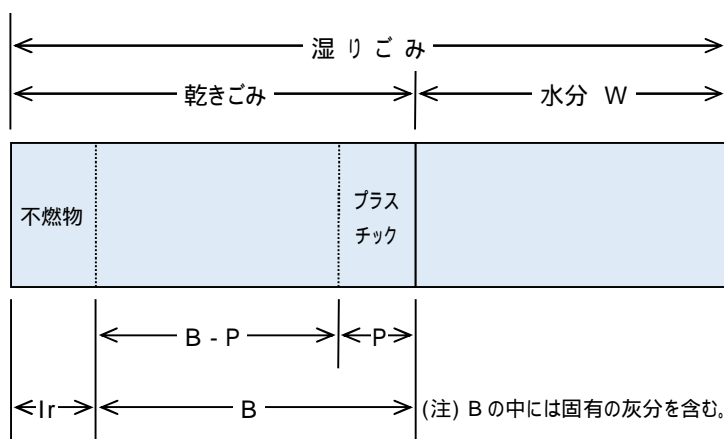 湿りごみ
乾きごみ
水分 W
不燃物
プラス
チック
B - P
P
Ir
B
(注) Bの中には固有の灰分を含む。